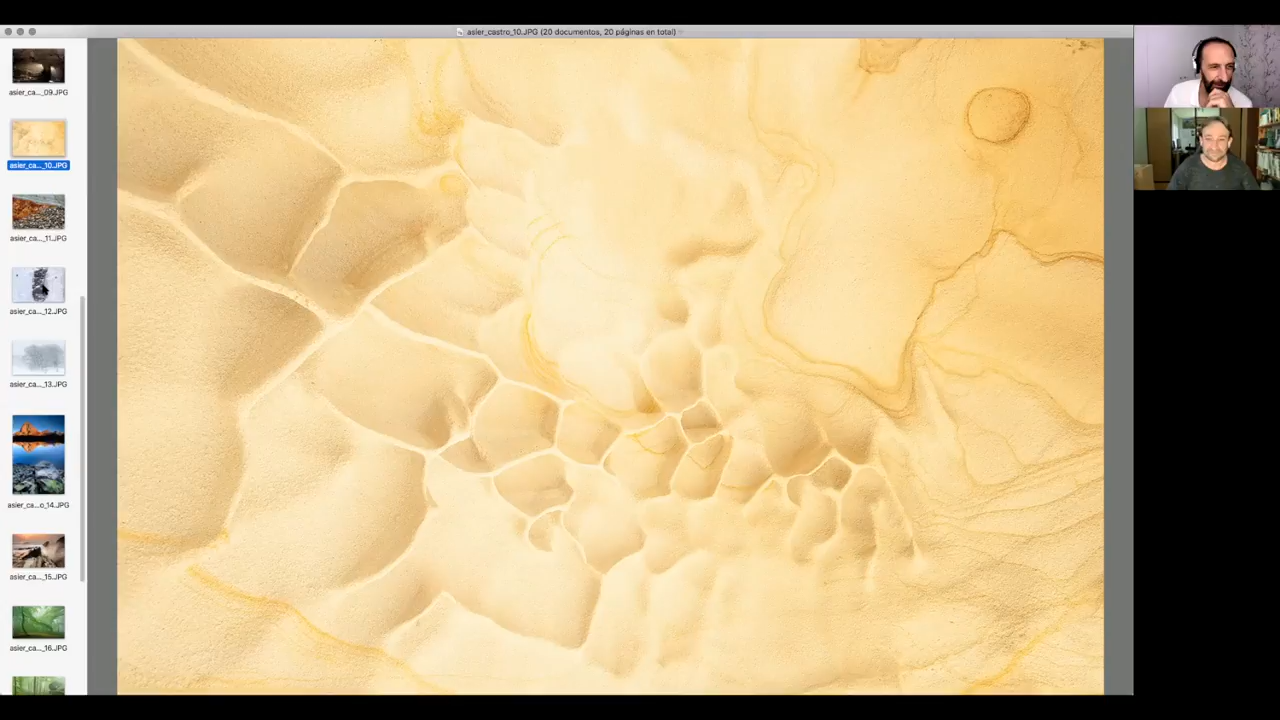 asier_castro_10.JPG (20 documentos, 20 páginas en total)
asier_ca..._09.JPG
asier_ca..._10.JPG
asier_ca..._11.JPG
asier_ca..._12.JPG
asier_ca..._13.JPG
asier_ca...o_14.JPG
asier_ca..._15.JPG
asier_ca..._16.JPG